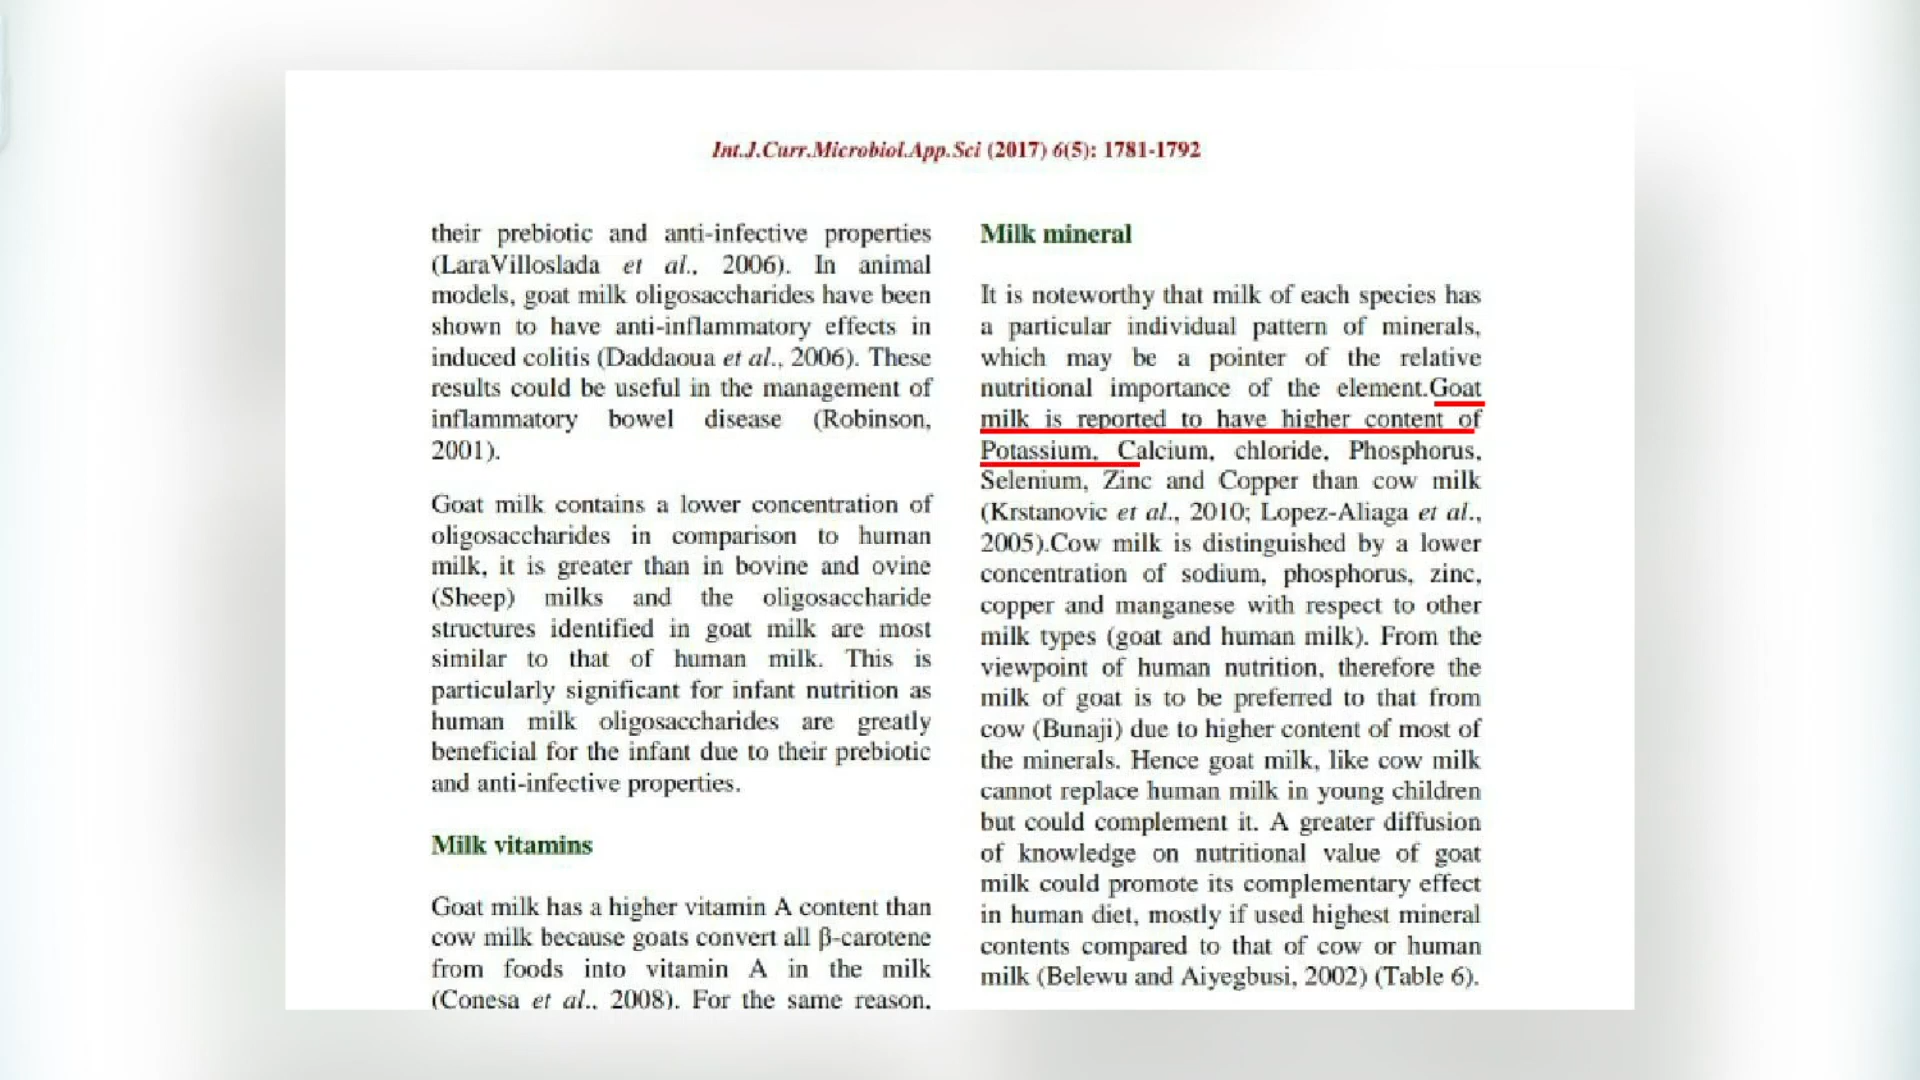 Int.J.Curr.Microbiol.App.Sci (2017) 6(5): 1781-1792
their prebiotic and anti-infective properties
(LaraVilloslada et al., 2006). In animal
models, goat milk oligosaccharides have been
shown to have anti-inflammatory effects in
induced colitis (Daddaoua et al., 2006). These
results could be useful in the management of
inflammatory bowel disease (Robinson,
2001).
Goat milk contains a lower concentration of
oligosaccharides in comparison to human
milk, it is greater than in bovine and ovine
(Sheep) milks and the oligosaccharide
structures identified in goat milk are most
similar to that of human milk. This is
particularly significant for infant nutrition as
human milk oligosaccharides are greatly
beneficial for the infant due to their prebiotic
and anti-infective properties.
Milk vitamins
Goat milk has a higher vitamin A content than
cow milk because goats convert all β-carotene
from foods into vitamin A in the milk
(Conesa et al., 2008). For the same reason,
Milk mineral
It is noteworthy that milk of each species has
a particular individual pattern of minerals,
which may be a pointer of the relative
nutritional importance of the element.Goat
milk is reported to have higher content of
Potassium, Calcium, chloride, Phosphorus,
Selenium, Zinc and Copper than cow milk
(Krstanovic et al., 2010; Lopez-Aliaga et al.,
2005).Cow milk is distinguished by a lower
concentration of sodium, phosphorus, zinc,
copper and manganese with respect to other
milk types (goat and human milk). From the
viewpoint of human nutrition, therefore the
milk of goat is to be preferred to that from
cow (Bunaji) due to higher content of most of
the minerals. Hence goat milk, like cow milk
cannot replace human milk in young children
but could complement it. A greater diffusion
of knowledge on nutritional value of goat
milk could promote its complementary effect
in human diet, mostly if used highest mineral
contents compared to that of cow or human
milk (Belewu and Aiyegbusi, 2002) (Table 6).